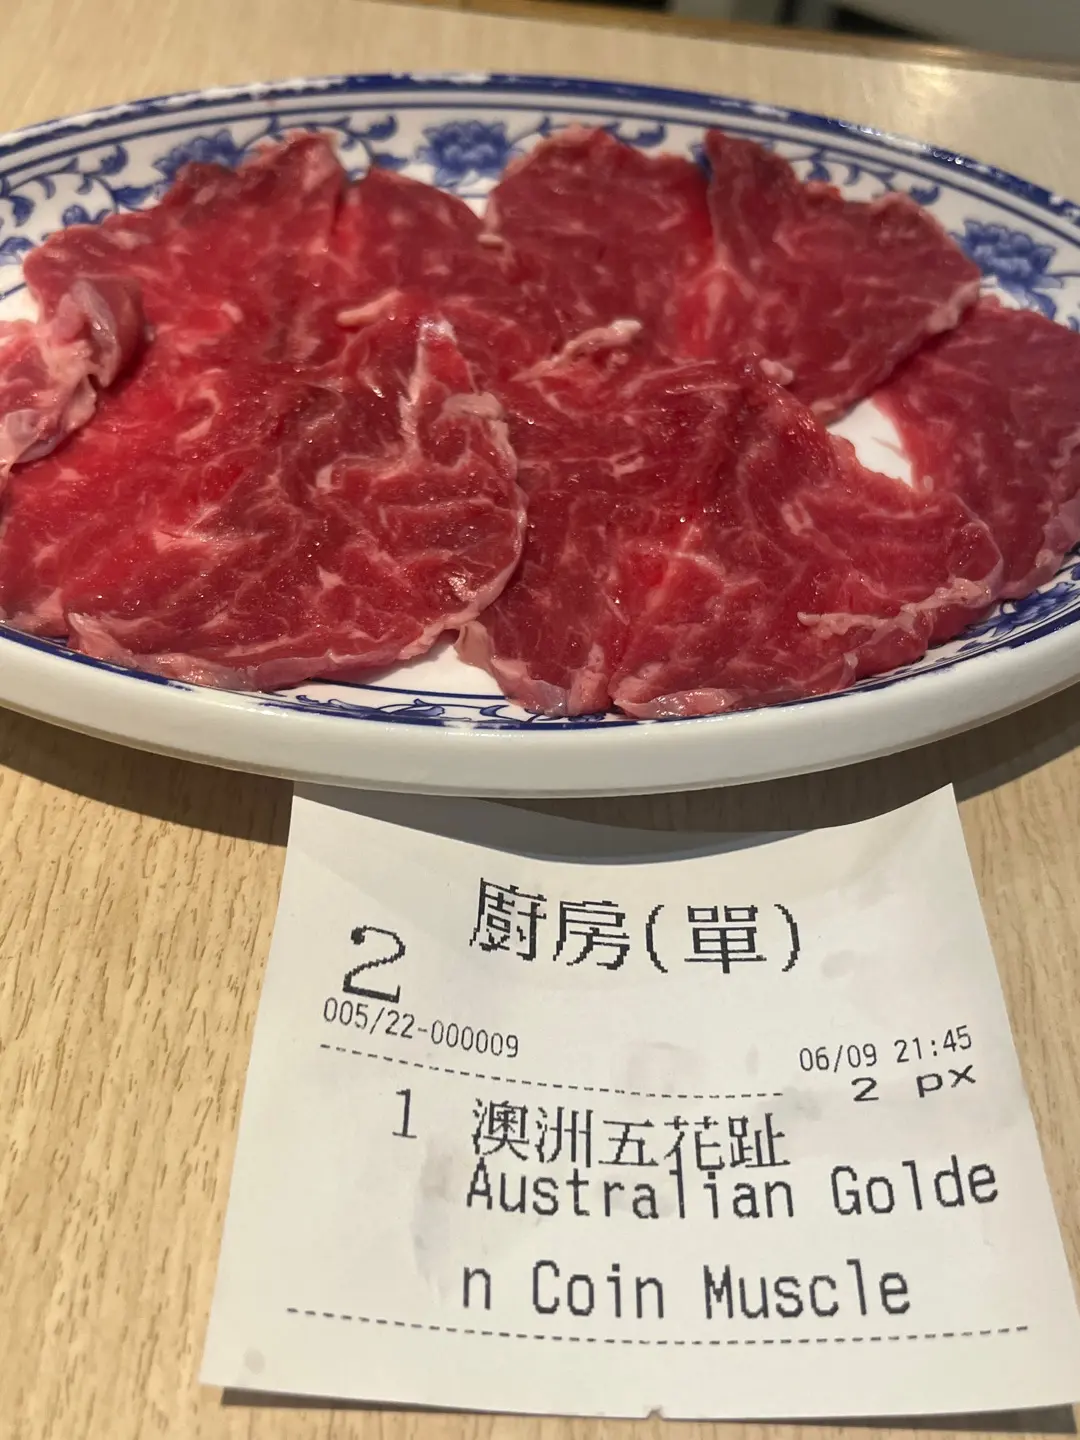 廚房(單)
2
005/22-000009
06/09 21:45
2 px
1 澳洲五花趾
Australian Golde
n Coin Muscle